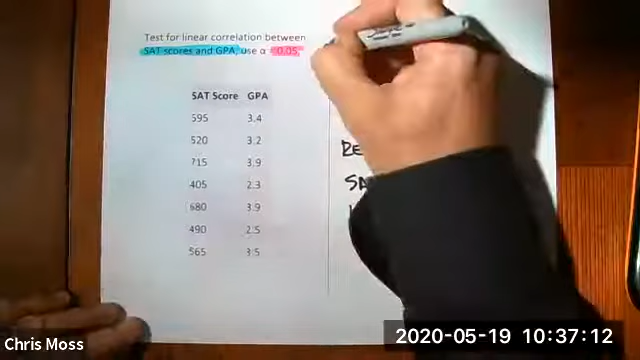 Test for linear correlation between
SAT scores and GPA, use α = 0.05.
SAT Score GPA
595 3.4
520 3.2
715 3.9
405 2.3
680 3.9
490 2.5
565 3.5
RE
SA
Chris Moss
2020-05-19 10:37:12